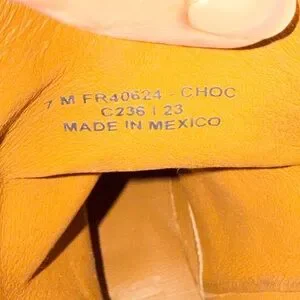 7 M FR40624 - CHOC
C236 I 23
MADE IN MEXICO